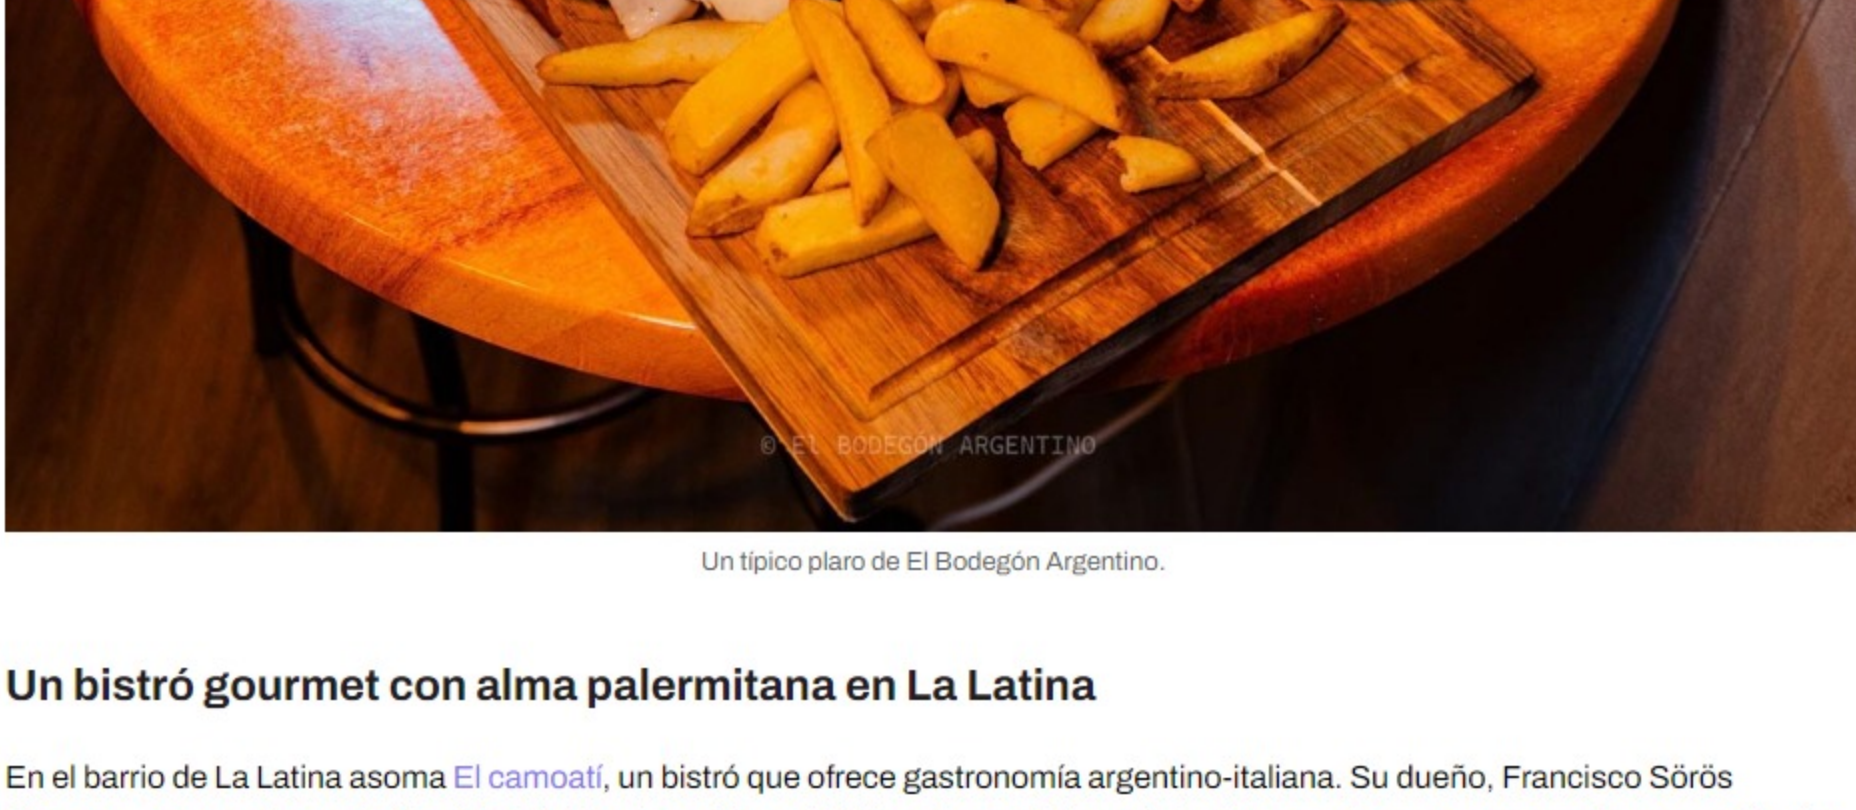 © El BODEGÓN ARGENTINO
Un típico plaro de El Bodegón Argentino.
Un bistró gourmet con alma palermitana en La Latina
En el barrio de La Latina asoma El camoatí, un bistró que ofrece gastronomía argentino-italiana. Su dueño, Francisco Sörös